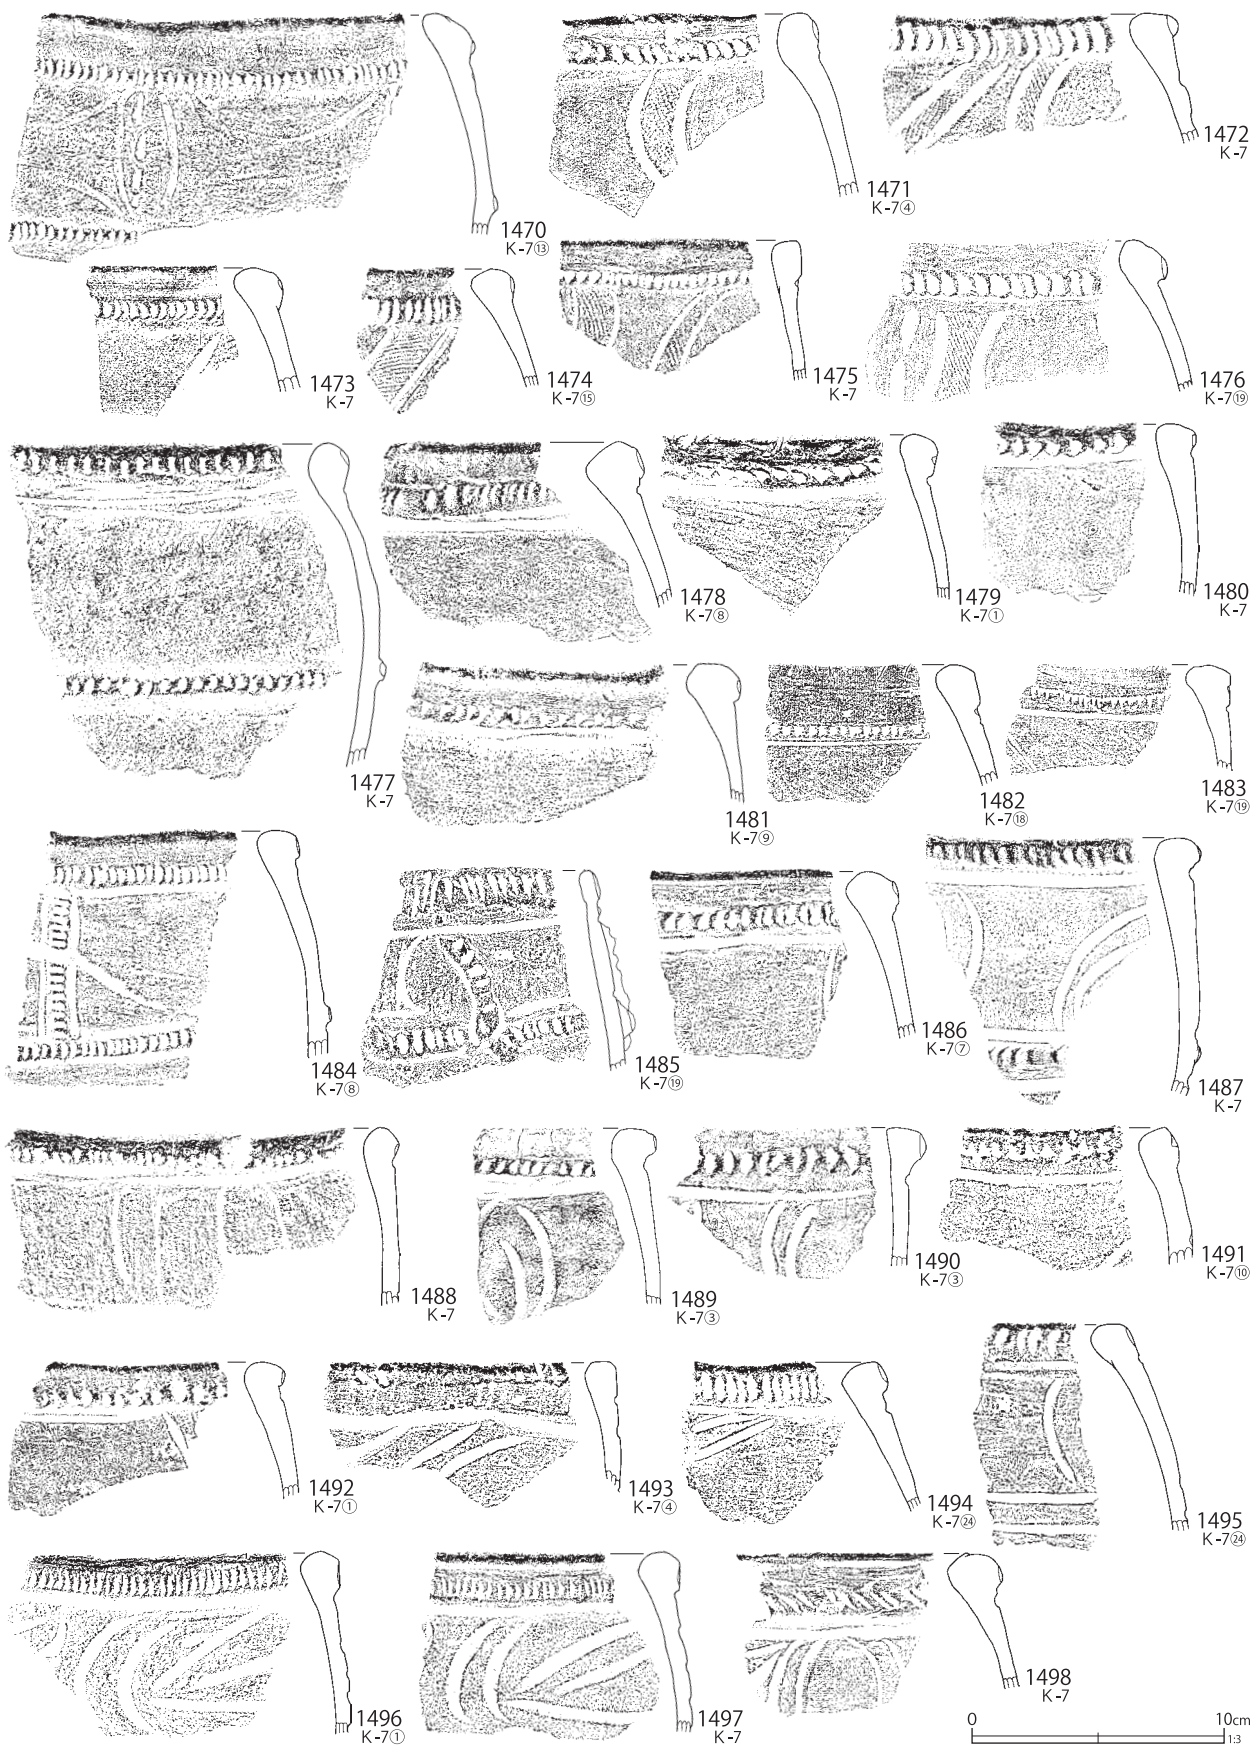 1470
K-7⑬
1471
K-7④
1472
K-7
1473
K-7
1474
K-7⑮
1475
K-7
1476
K-7⑲
1477
K-7
1478
K-7⑧
1479
K-7①
1480
K-7
1481
K-7⑨
1482
K-7⑱
1483
K-7⑲
1484
K-7⑧
1485
K-7⑲
1486
K-7⑦
1487
K-7
1488
K-7
1489
K-7③
1490
K-7③
1491
K-7⑩
1492
K-7①
1493
K-7④
1494
K-7㉔
1495
K-7㉔
1496
K-7①
1497
K-7
1498
K-7
0 10cm
1:3